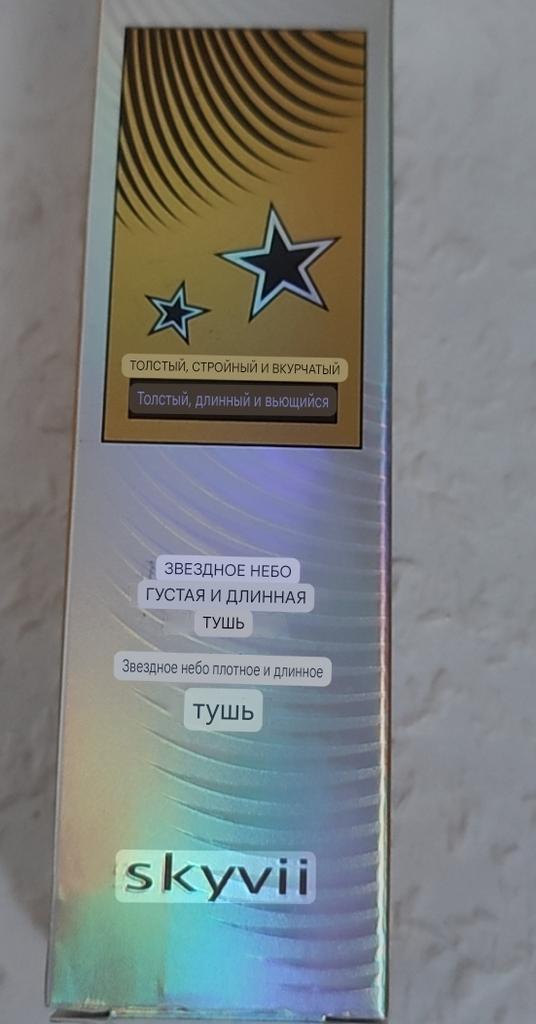 ТОЛСТЫЙ, СТРОЙНЫЙ И ВКУРЧАТЫЙ
Толстый, длинный и вьющийся
ЗВЕЗДНОЕ НЕБО
ГУСТАЯ И ДЛИННАЯ
ТУШЬ
Звездное небо плотное и длинное
тушь
skyvii